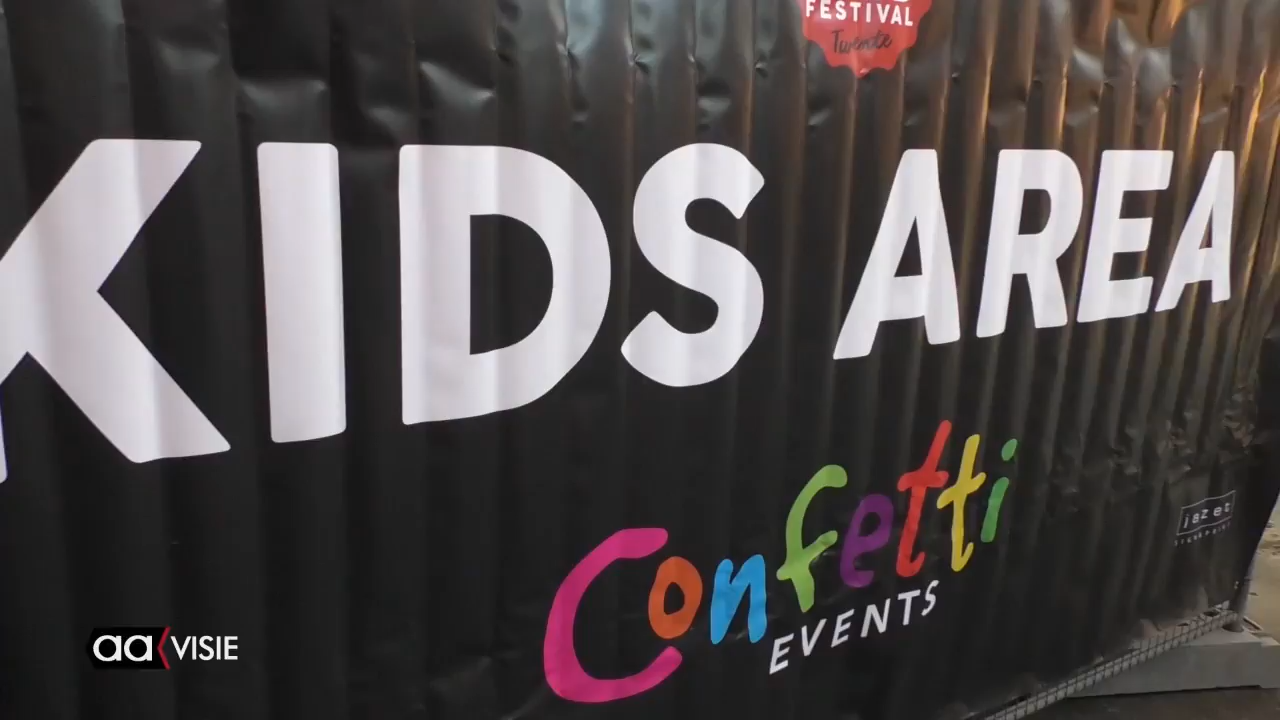 FESTIVAL
Twente
KIDS AREA
Confetti
EVENTS
aa VISIE